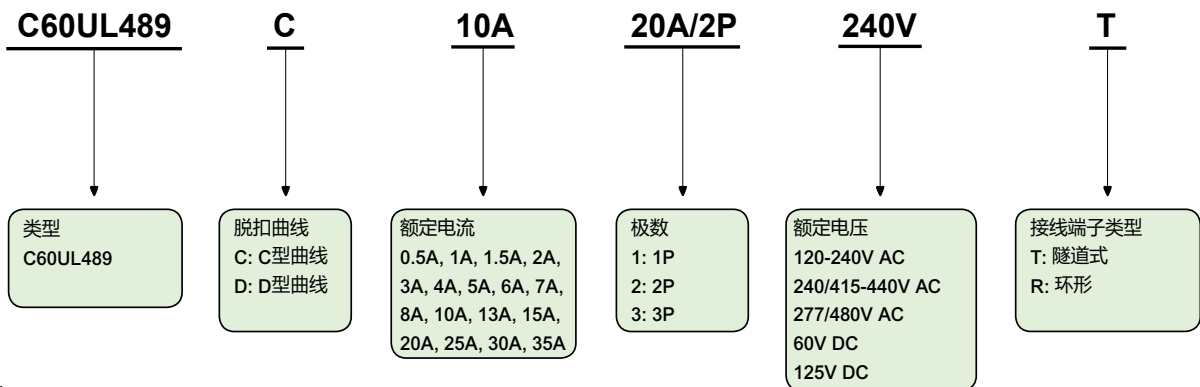 C60UL489 C 10A 20A/2P 240V T
类型
C60UL489
脱扣曲线
C: C型曲线
D: D型曲线
额定电流
0.5A, 1A, 1.5A, 2A,
3A, 4A, 5A, 6A, 7A,
8A, 10A, 13A, 15A,
20A, 25A, 30A, 35A
极数
1: 1P
2: 2P
3: 3P
额定电压
120-240V AC
240/415-440V AC
277/480V AC
60V DC
125V DC
接线端子类型
T: 隧道式
R: 环形